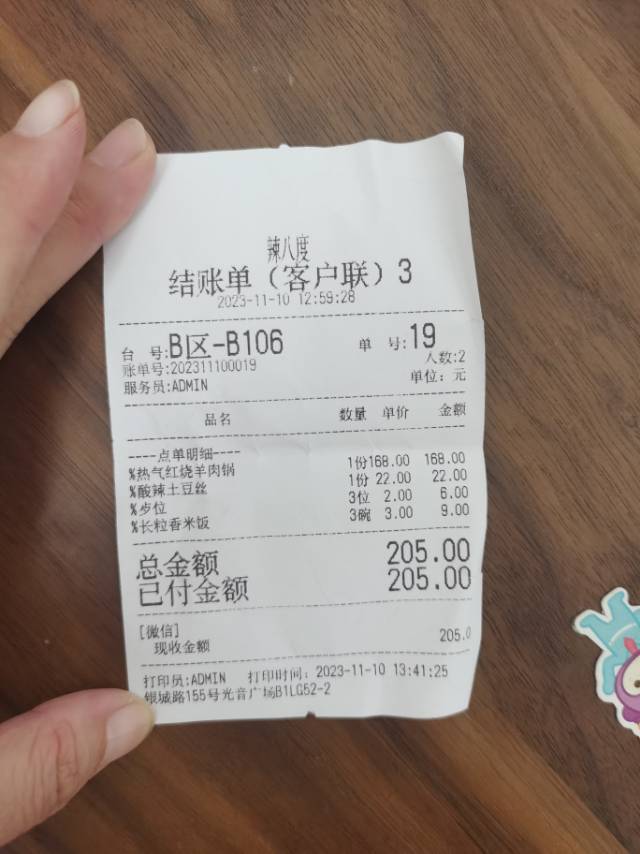 辣八度
结账单（客户联）3
2023-11-10 12:59:28
台 号:B区-B106 单 号:19
账单号:202311100019 人数:2
服务员:ADMIN 单位: 元
品名 数量 单价 金额
----点单明细----
%热气红烧羊肉锅 1份168.00 168.00
%酸辣土豆丝 1份 22.00 22.00
%歺位 3位 2.00 6.00
%长粒香米饭 3碗 3.00 9.00
总金额 205.00
已付金额 205.00
[微信]
现收金额 205.0
打印员:ADMIN 打印时间: 2023-11-10 13:41:25
银城路155号光音广场B1LG52-2